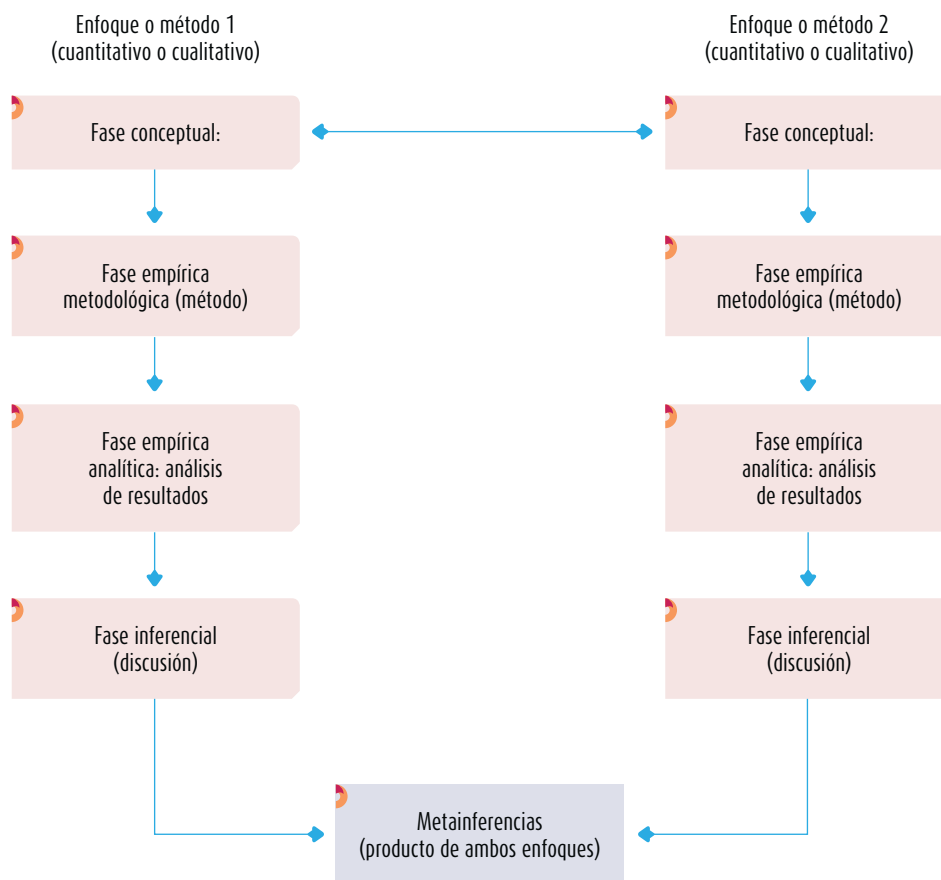 Enfoque o método 1
(cuantitativo o cualitativo)
Enfoque o método 2
(cuantitativo o cualitativo)
Fase conceptual:
Fase conceptual:
Fase empírica
metodológica (método)
Fase empírica
metodológica (método)
Fase empírica
analítica: análisis
de resultados
Fase empírica
analítica: análisis
de resultados
Fase inferencial
(discusión)
Fase inferencial
(discusión)
Metainferencias
(producto de ambos enfoques)